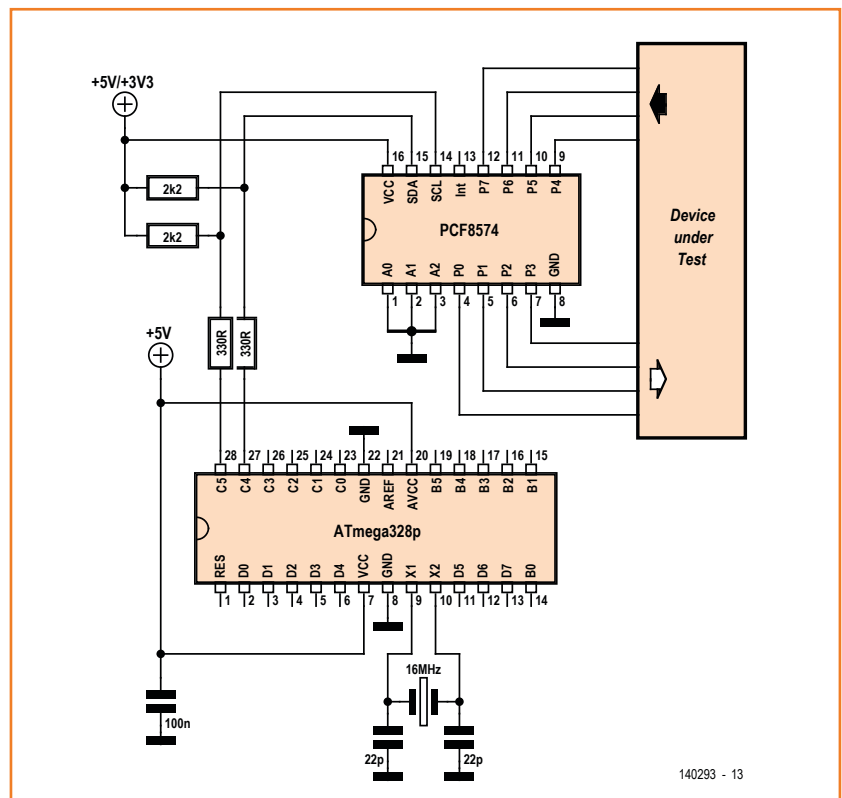 +5V/+3V3
16 15 14 13 12 11 10 9
VCC SDA SCL Int P7 P6 P5 P4
2k2
2k2
PCF8574
Device
under
Test
A0 A1 A2 P0 P1 P2 P3 GND
1 2 3 4 5 6 7 8
+5V
330R 330R
28 27 26 25 24 23 22 21 20 19 18 17 16 15
C5 C4 C3 C2 C1 C0 GND AREF AVCC B5 B4 B3 B2 B1
ATmega328p
RES D0 D1 D2 D3 D4 VCC GND X1 X2 D5 D6 D7 B0
1 2 3 4 5 6 7 8 9 10 11 12 13 14
16MHz
100n
22p 22p
140293 - 13